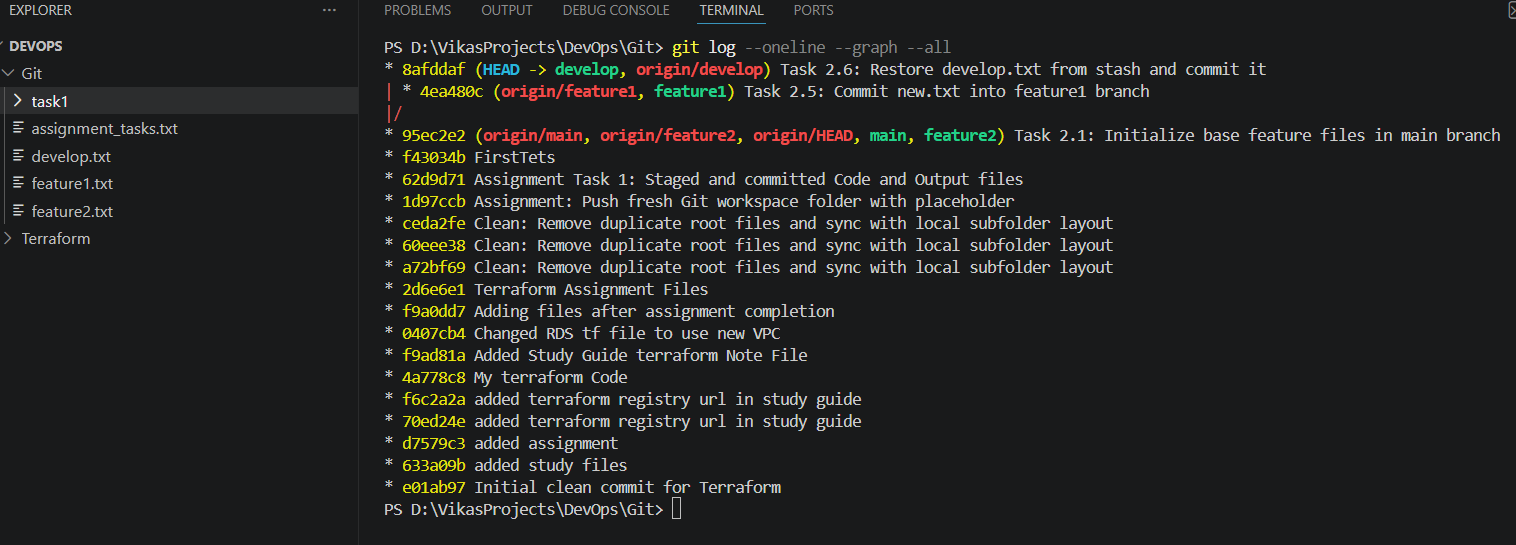 EXPLORER
···
PROBLEMS OUTPUT DEBUG CONSOLE TERMINAL PORTS
DEVOPS
Git
task1
assignment_tasks.txt
develop.txt
feature1.txt
feature2.txt
Terraform
PS D:\VikasProjects\DevOps\Git> git log --oneline --graph --all
* 8afddaf (HEAD -> develop, origin/develop) Task 2.6: Restore develop.txt from stash and commit it
| * 4ea480c (origin/feature1, feature1) Task 2.5: Commit new.txt into feature1 branch
|/
* 95ec2e2 (origin/main, origin/feature2, origin/HEAD, main, feature2) Task 2.1: Initialize base feature files in main branch
* f43034b FirstTets
* 62d9d71 Assignment Task 1: Staged and committed Code and Output files
* 1d97ccb Assignment: Push fresh Git workspace folder with placeholder
* ceda2fe Clean: Remove duplicate root files and sync with local subfolder layout
* 60eee38 Clean: Remove duplicate root files and sync with local subfolder layout
* a72bf69 Clean: Remove duplicate root files and sync with local subfolder layout
* 2d6e6e1 Terraform Assignment Files
* f9a0dd7 Adding files after assignment completion
* 0407cb4 Changed RDS tf file to use new VPC
* f9ad81a Added Study Guide terraform Note File
* 4a778c8 My terraform Code
* f6c2a2a added terraform registry url in study guide
* 70ed24e added terraform registry url in study guide
* d7579c3 added assignment
* 633a09b added study files
* e01ab97 Initial clean commit for Terraform
PS D:\VikasProjects\DevOps\Git>